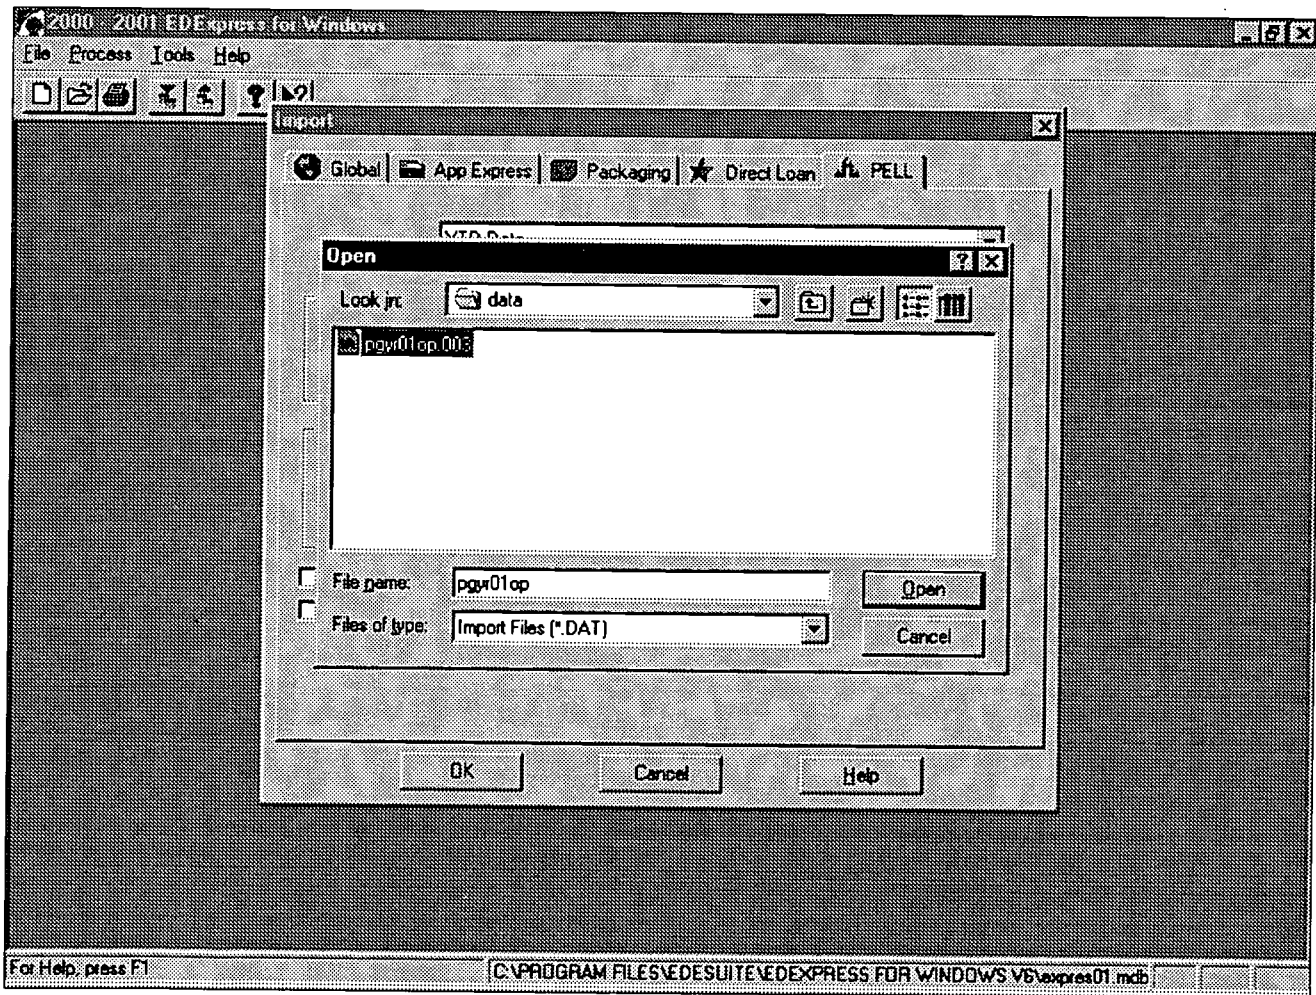 2000 - 2001 EDExpress for Windows
File Process Tools Help
Import
Global App Express Packaging Direct Loan PELL
YTD Data
Open
Look in: data
pgyr01op.003
File name: pgyr01op Open
Files of type: Import Files (*.DAT) Cancel
OK Cancel Help
For Help, press F1 C:\PROGRAM FILES\EDESUITE\EDEXPRESS FOR WINDOWS V6\expres01.mdb